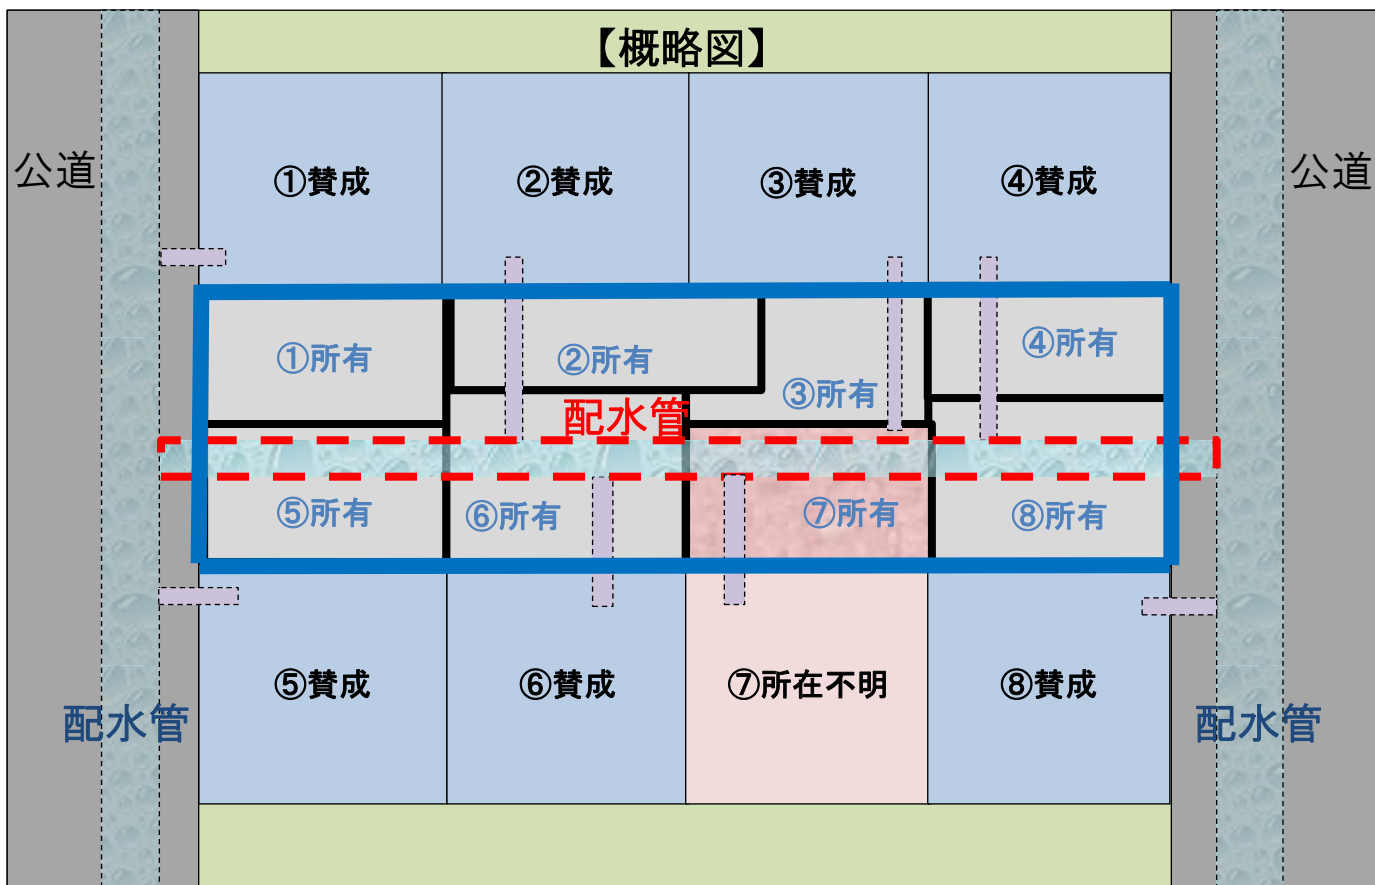 【概略図】
公道
公道
①賛成
②賛成
③賛成
④賛成
①所有
②所有
③所有
④所有
配水管
⑤所有
⑥所有
⑦所有
⑧所有
⑤賛成
⑥賛成
⑦所在不明
⑧賛成
配水管
配水管